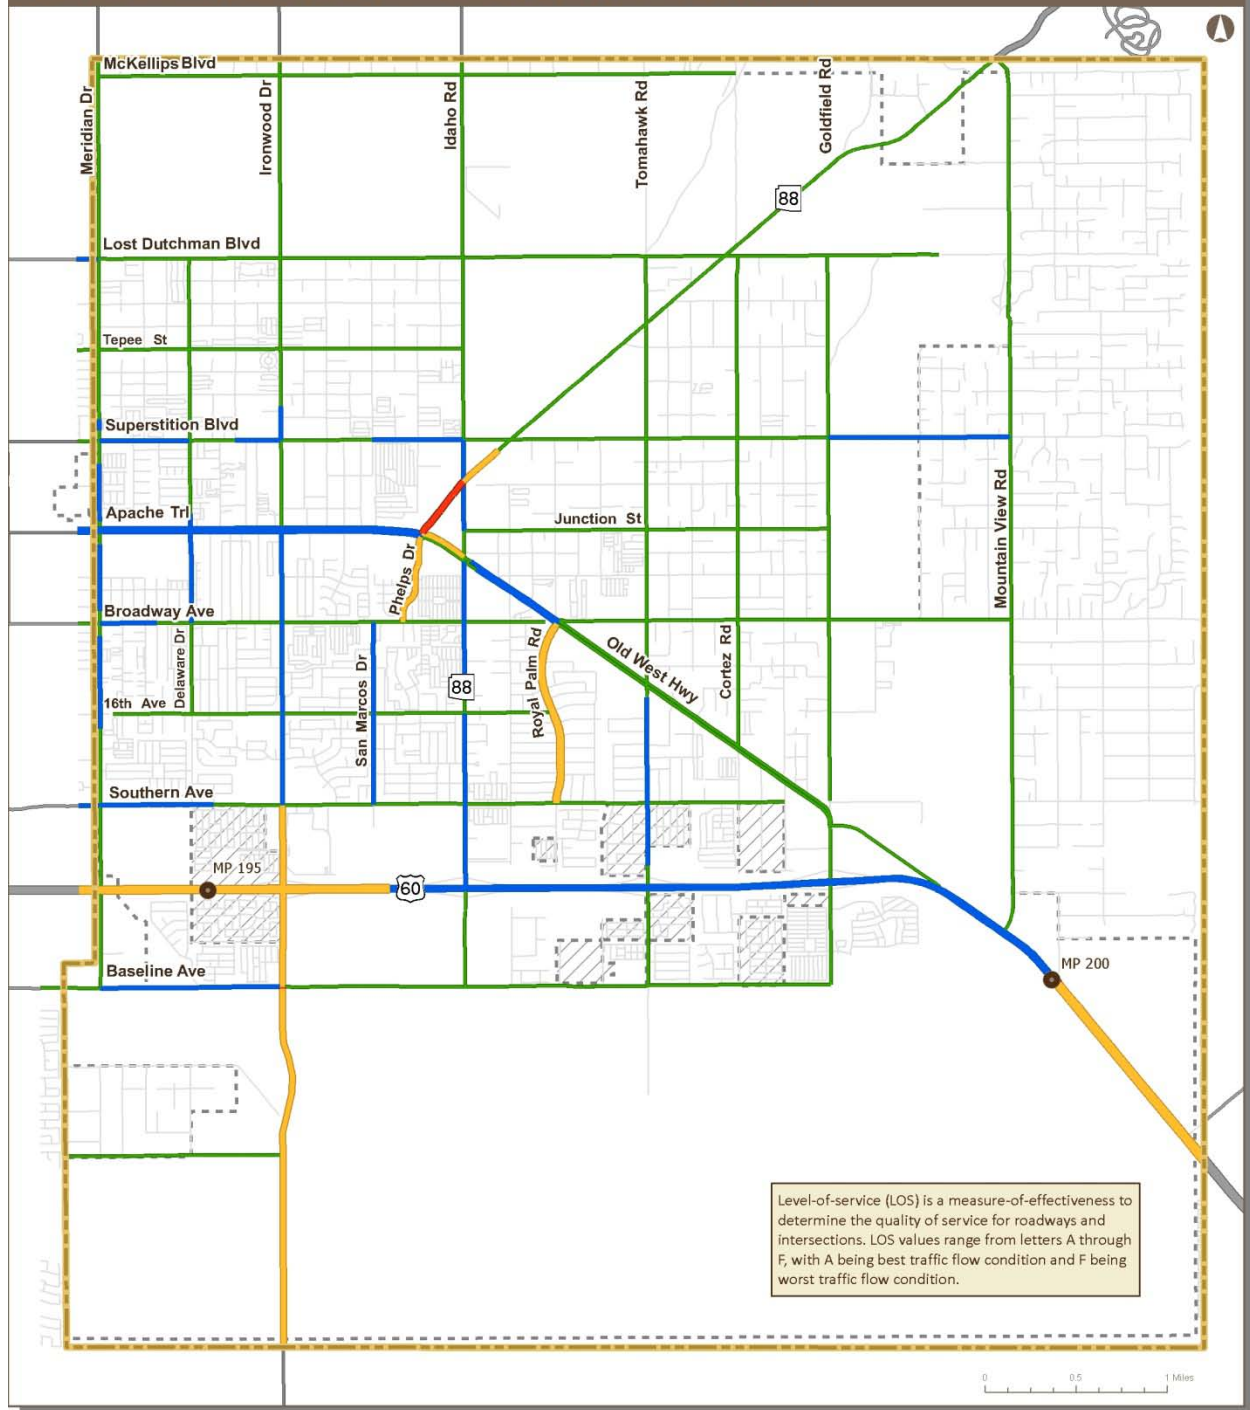 McKellips Blvd
Meridian Dr
Ironwood Dr
Idaho Rd
Tomahawk Rd
Goldfield Rd
88
Lost Dutchman Blvd
Tepee St
Superstition Blvd
Apache Trl
Junction St
Mountain View Rd
Phelps Dr
Broadway Ave
Delaware Dr
San Marcos Dr
88
Royal Palm Rd
Old West Hwy
Cortez Rd
16th Ave
Southern Ave
MP 195
60
Baseline Ave
MP 200
Level-of-service (LOS) is a measure-of-effectiveness to
determine the quality of service for roadways and
intersections. LOS values range from letters A through
F, with A being best traffic flow condition and F being
worst traffic flow condition.
0 0.5 1 Miles